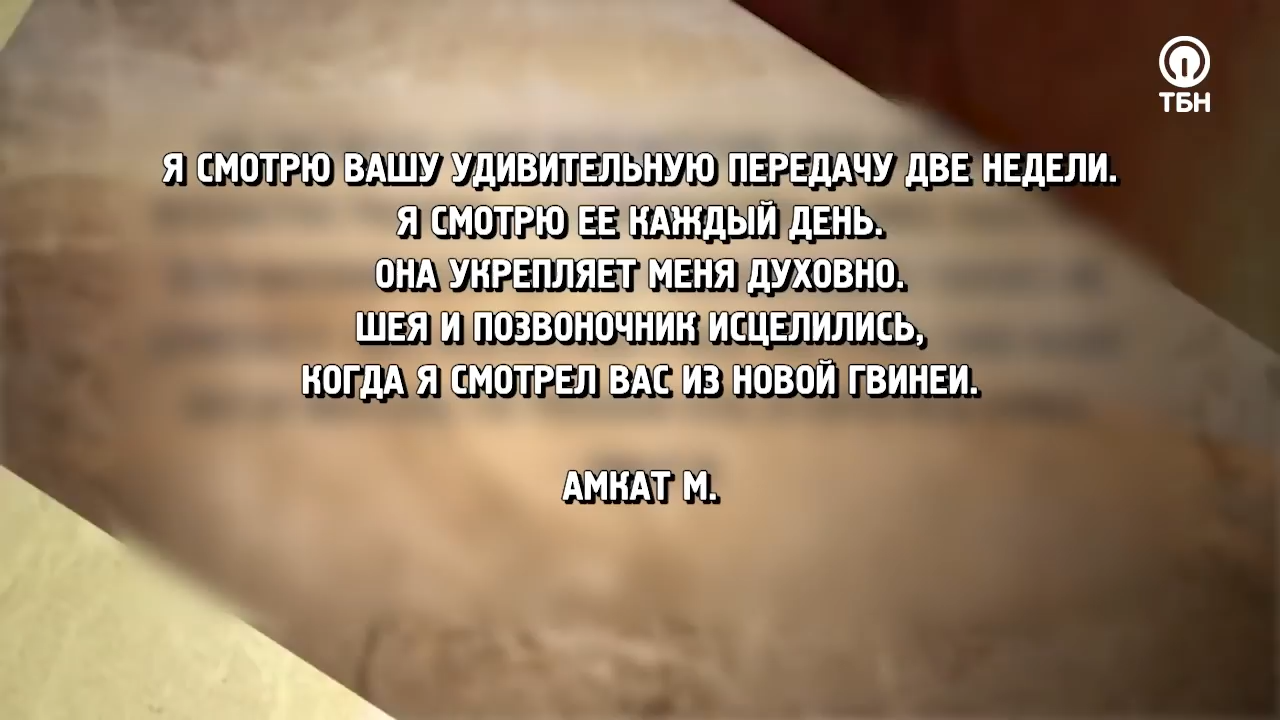 ТБН
Я СМОТРЮ ВАШУ УДИВИТЕЛЬНУЮ ПЕРЕДАЧУ ДВЕ НЕДЕЛИ.
Я СМОТРЮ ЕЕ КАЖДЫЙ ДЕНЬ.
ОНА УКРЕПЛЯЕТ МЕНЯ ДУХОВНО.
ШЕЯ И ПОЗВОНОЧНИК ИСЦЕЛИЛИСЬ,
КОГДА Я СМОТРЕЛ ВАС ИЗ НОВОЙ ГВИНЕИ.
АМКАТ М.